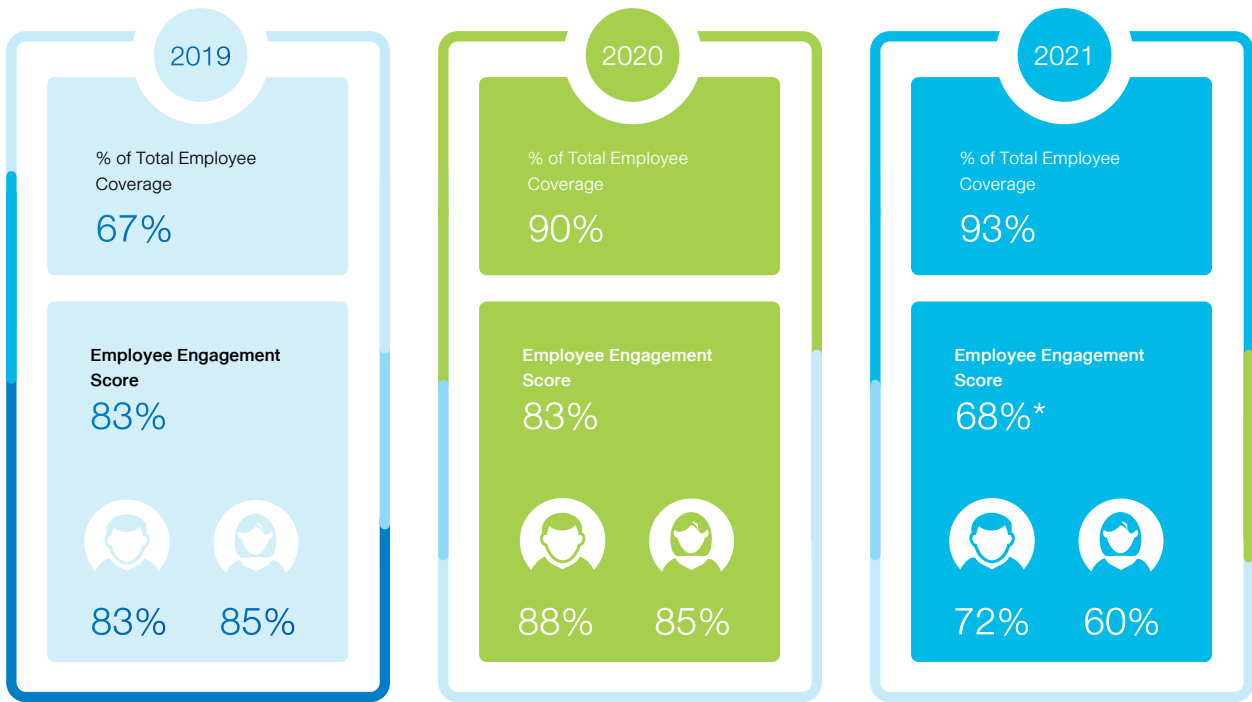 2019
% of Total Employee
Coverage
67%
Employee Engagement
Score
83%
83%
85%
2020
% of Total Employee
Coverage
90%
Employee Engagement
Score
83%
88%
85%
2021
% of Total Employee
Coverage
93%
Employee Engagement
Score
68%*
72%
60%